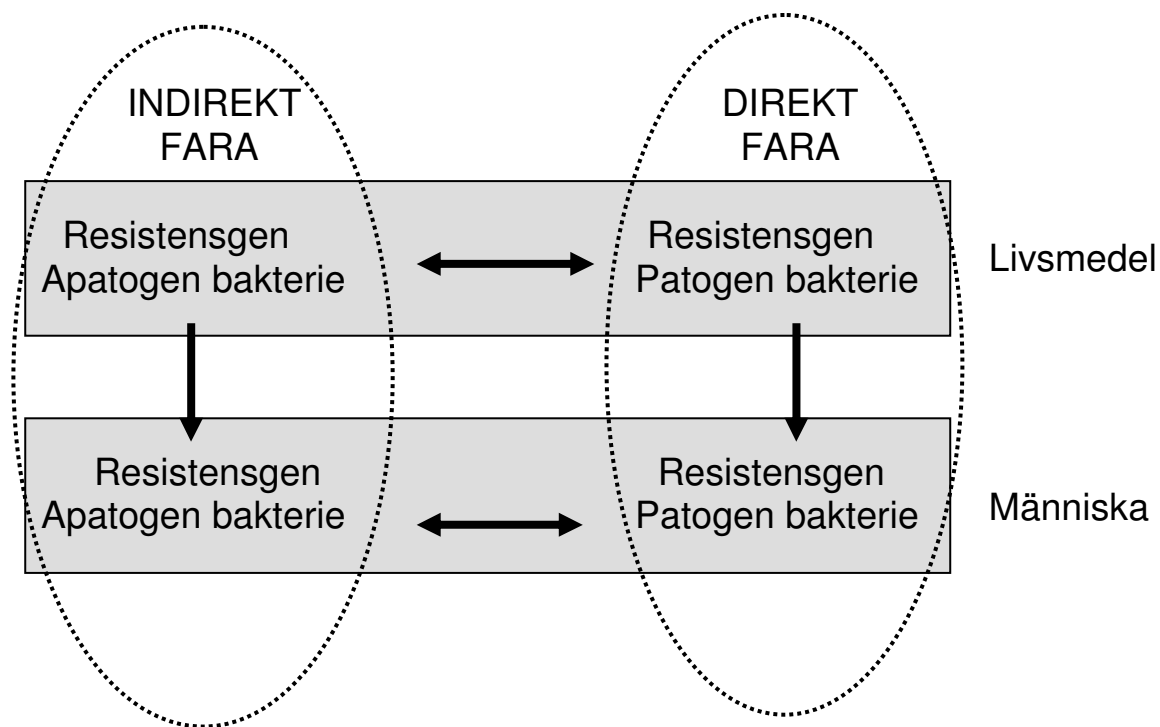 INDIREKT
FARA
DIREKT
FARA
Resistensgen
Apatogen bakterie
Resistensgen
Patogen bakterie
Livsmedel
Resistensgen
Apatogen bakterie
Resistensgen
Patogen bakterie
Människa